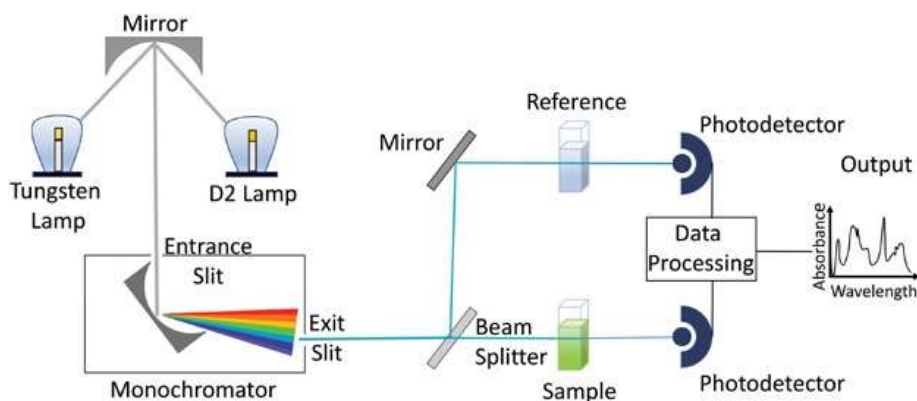 Mirror
Tungsten
Lamp
D2 Lamp
Entrance
Slit
Exit
Slit
Monochromator
Mirror
Beam
Splitter
Reference
Sample
Photodetector
Photodetector
Data
Processing
Output
Absorbance
Wavelength